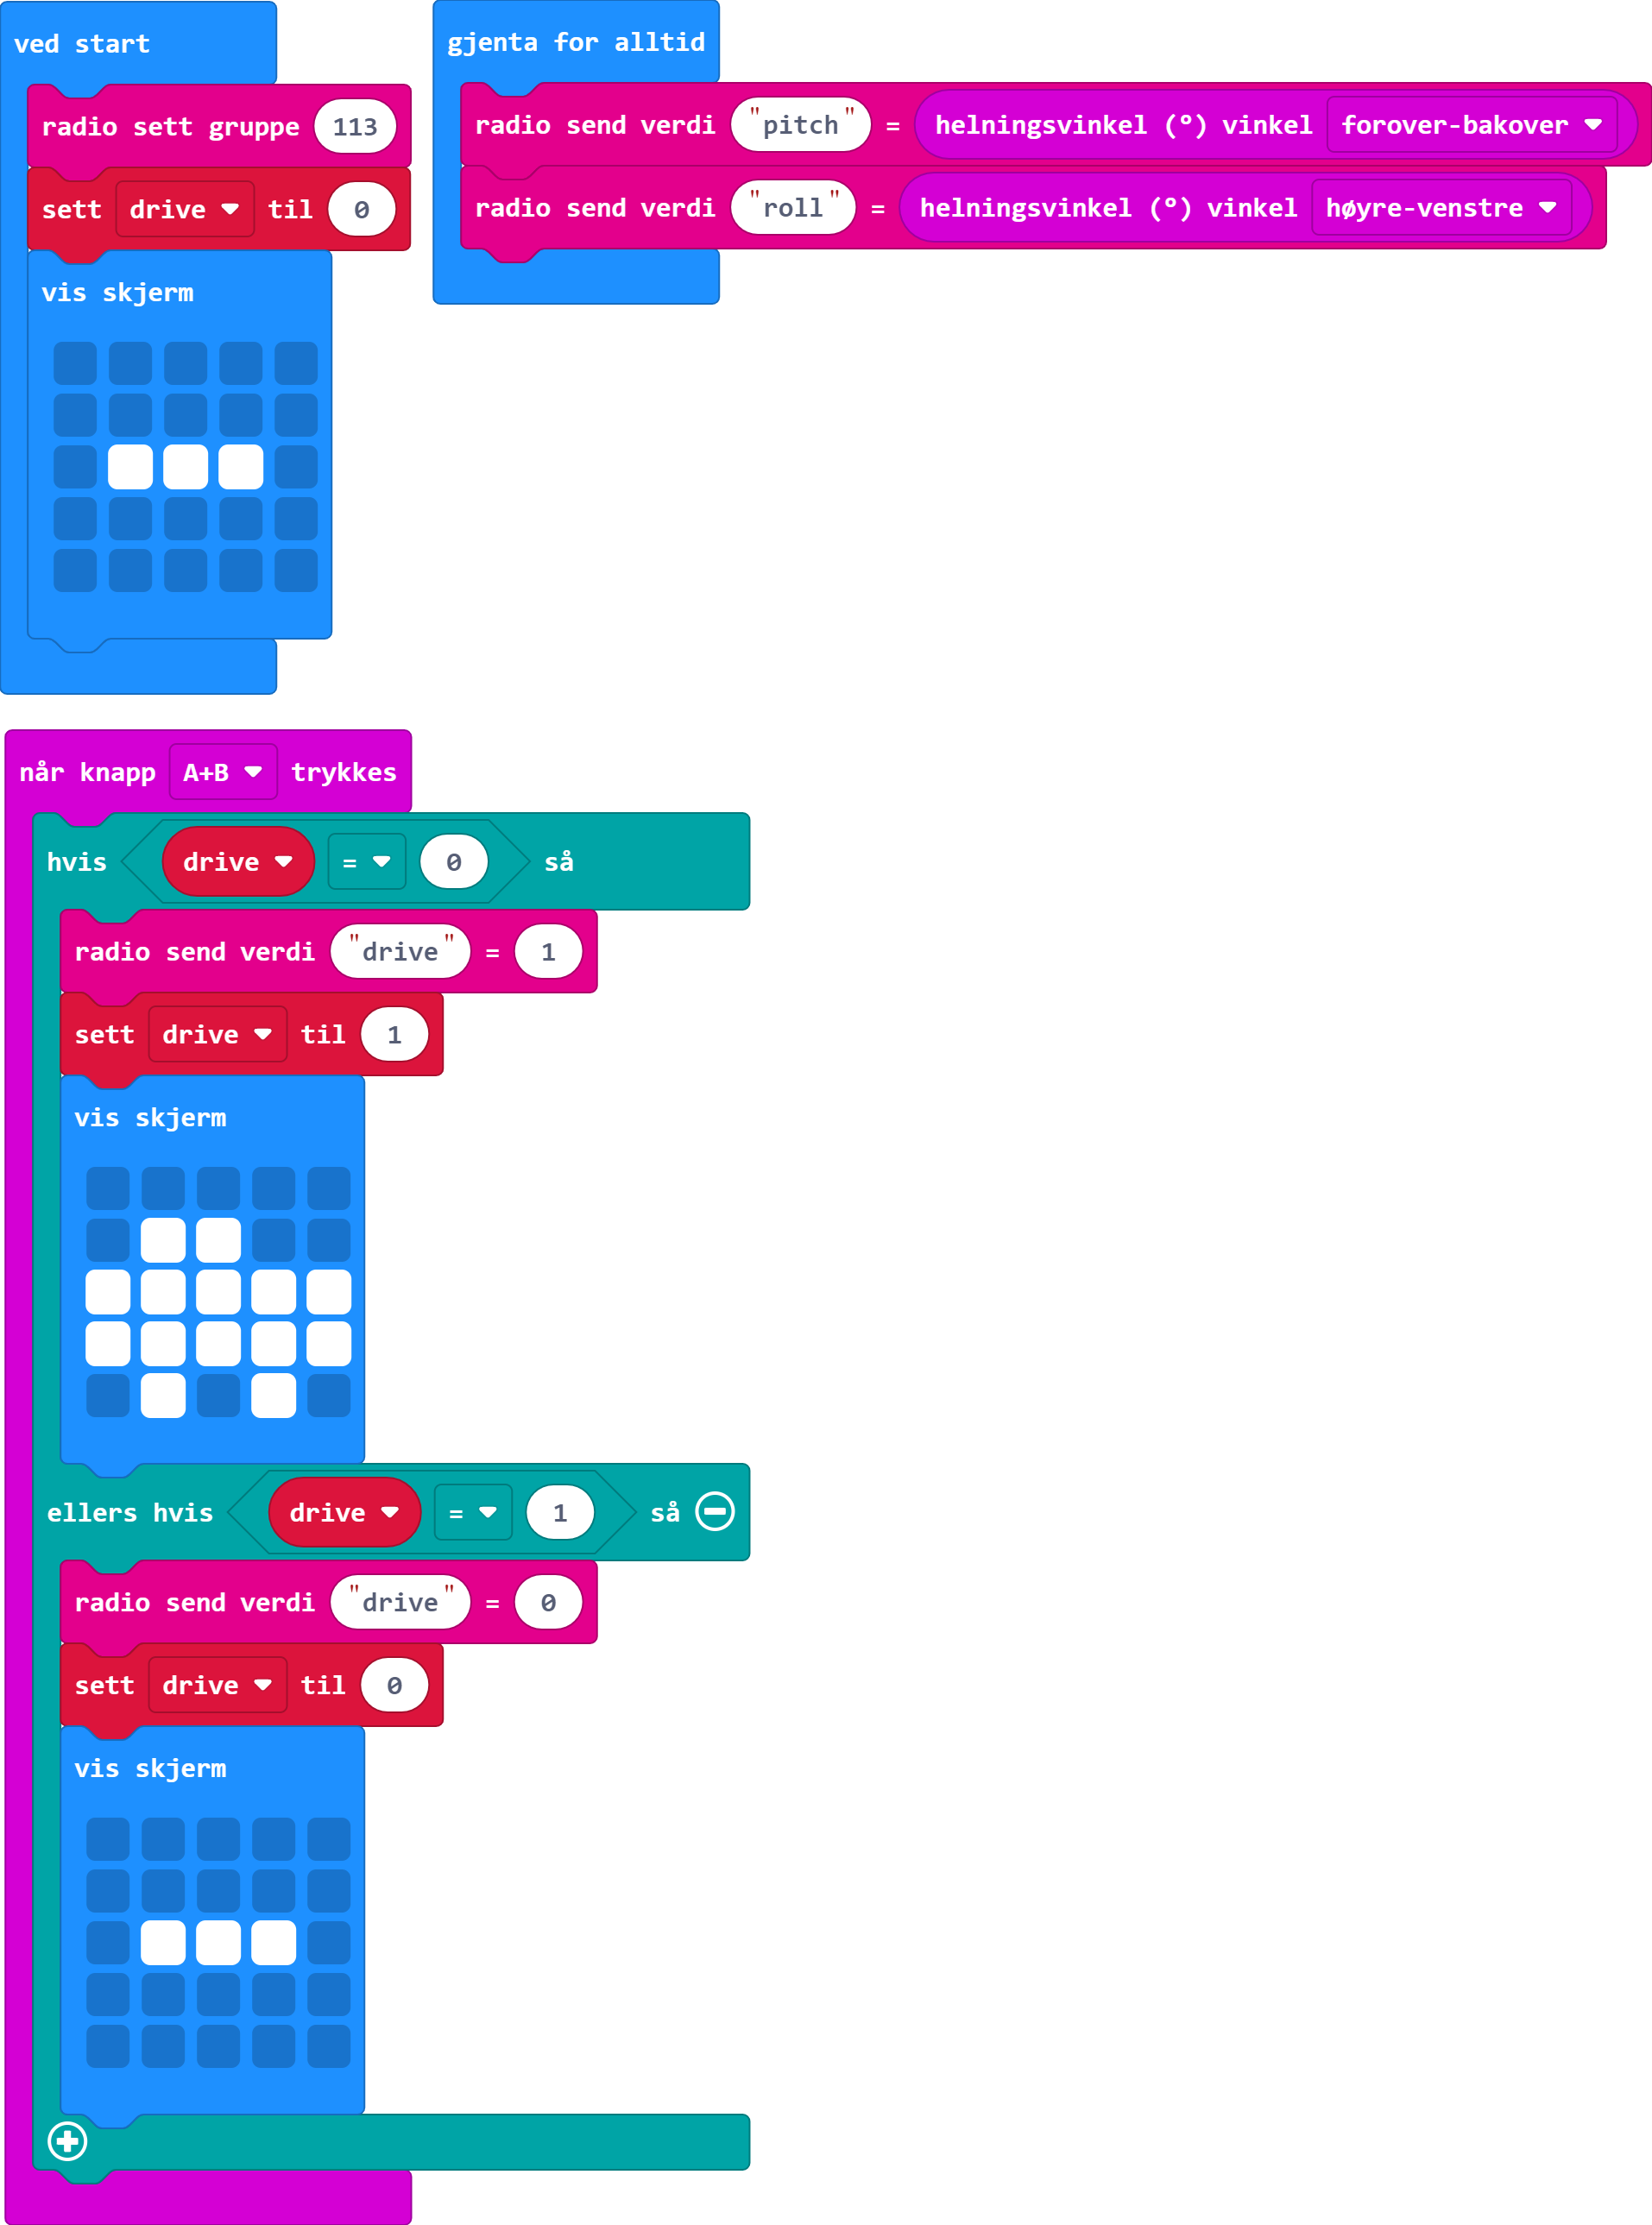 ved start
radio sett gruppe 113
sett drive til 0
vis skjerm
gjenta for alltid
radio send verdi "pitch" = helningsvinkel (°) vinkel forover-bakover
radio send verdi "roll" = helningsvinkel (°) vinkel høyre-venstre
når knapp A+B trykkes
hvis drive = 0 så
radio send verdi "drive" = 1
sett drive til 1
vis skjerm
ellers hvis drive = 1 så
radio send verdi "drive" = 0
sett drive til 0
vis skjerm